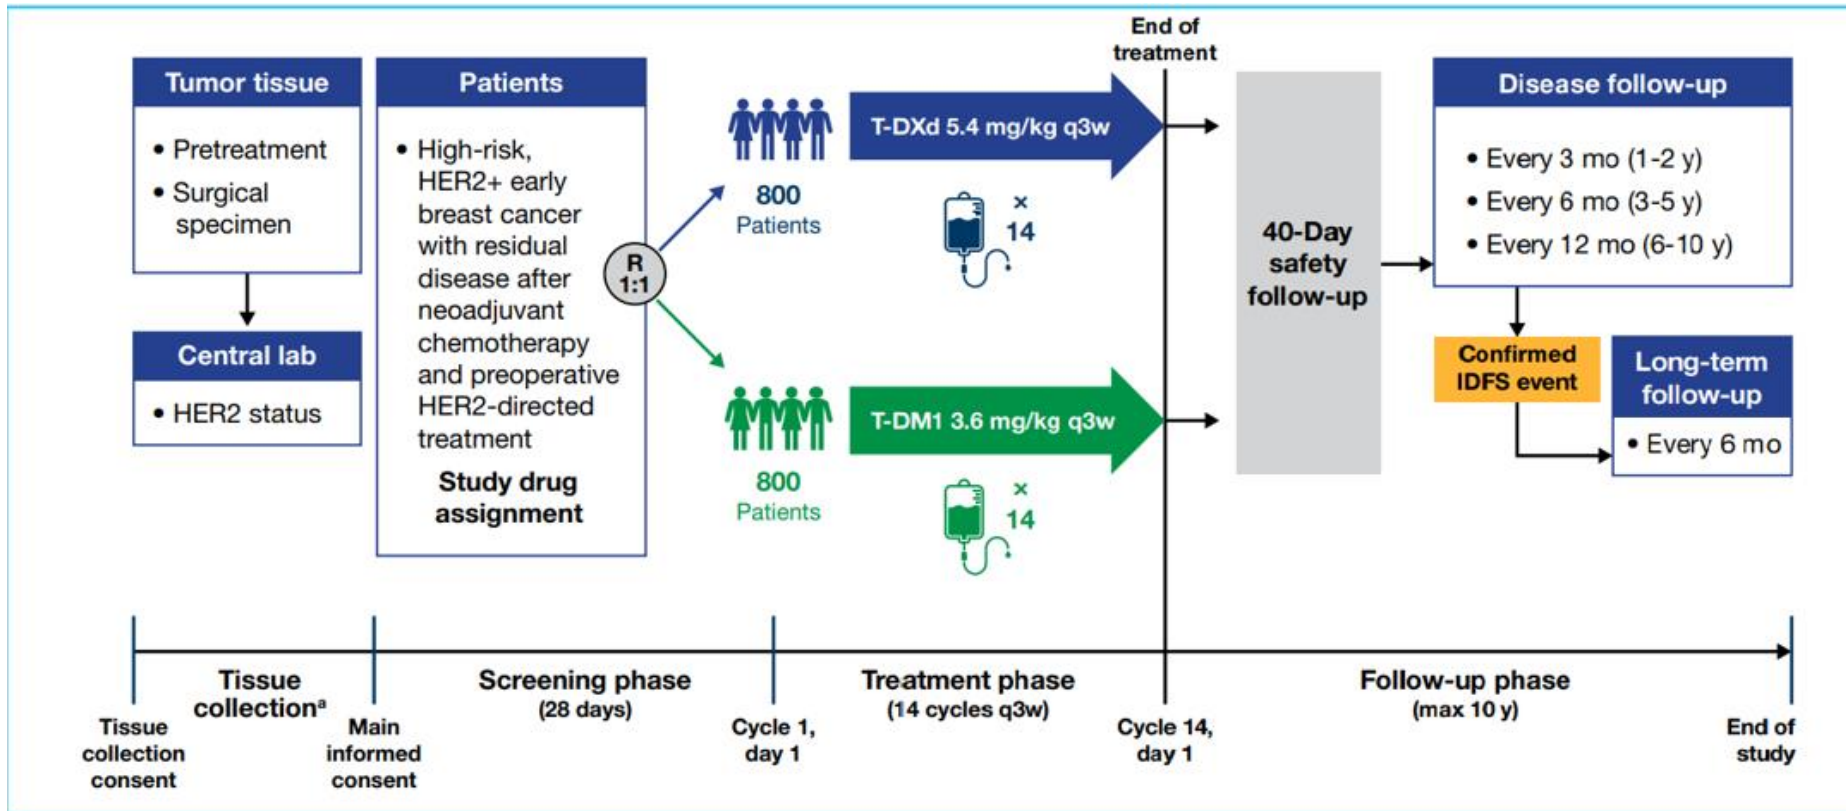 Tumor tissue
• Pretreatment
• Surgical
specimen
Central lab
• HER2 status
Patients
• High-risk,
HER2+ early
breast cancer
with residual
disease after
neoadjuvant
chemotherapy
and preoperative
HER2-directed
treatment
Study drug
assignment
R
1:1
800
Patients
T-DXd 5.4 mg/kg q3w
×
14
800
Patients
T-DM1 3.6 mg/kg q3w
×
14
End of
treatment
40-Day
safety
follow-up
Disease follow-up
• Every 3 mo (1-2 y)
• Every 6 mo (3-5 y)
• Every 12 mo (6-10 y)
Confirmed
IDFS event
Long-term
follow-up
• Every 6 mo
Tissue
collectionᵃ
Screening phase
(28 days)
Treatment phase
(14 cycles q3w)
Follow-up phase
(max 10 y)
Tissue
collection
consent
Main
informed
consent
Cycle 1,
day 1
Cycle 14,
day 1
End of
study